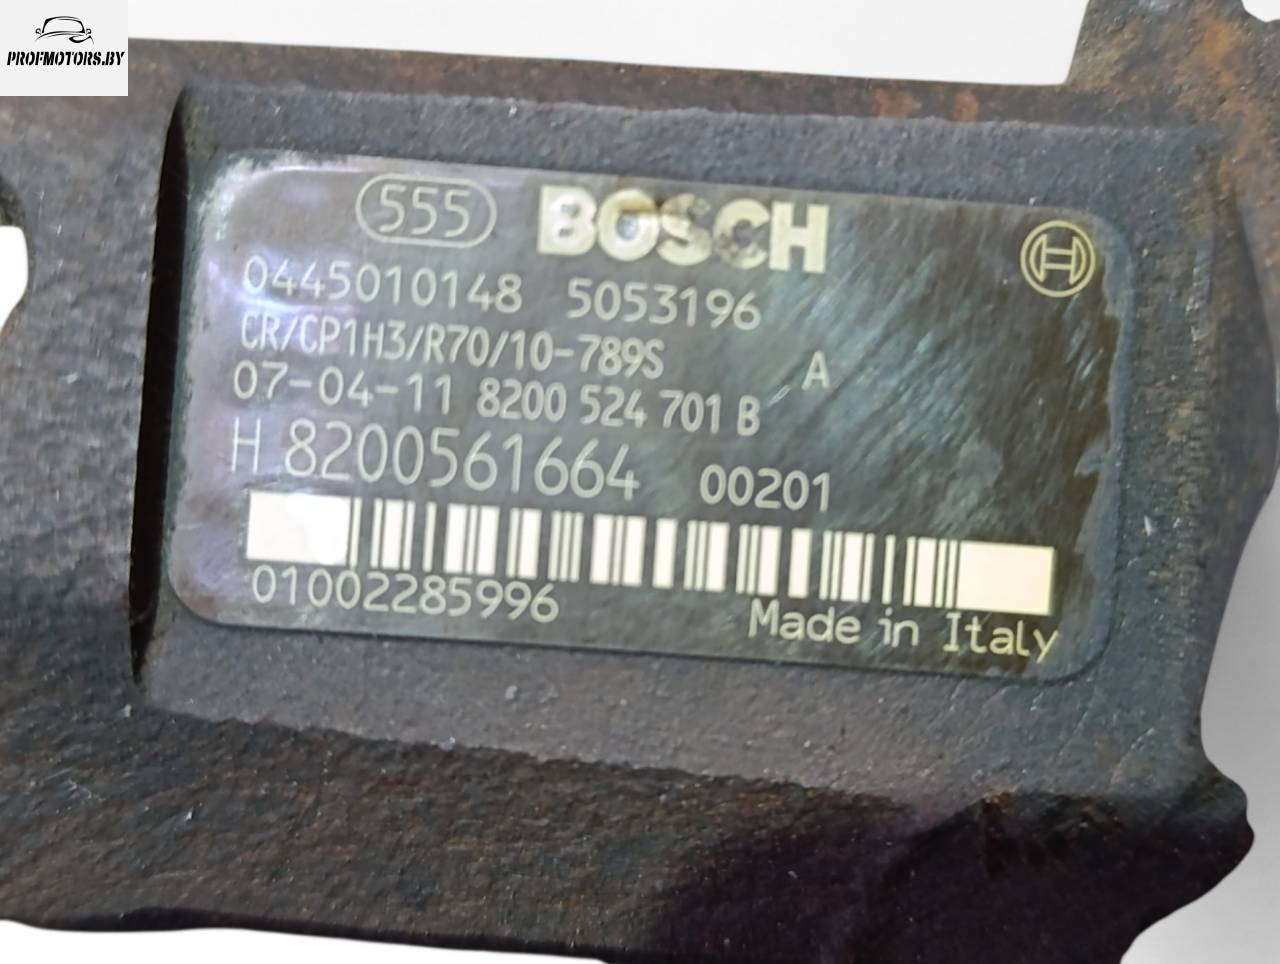 PROFMOTORS.BY
555 BOSCH H
0445010148 5053196
CR/CP1H3/R70/10-789S A
07-04-11 8200 524 701 B
H 8200561664 00201
01002285996
Made in Italy